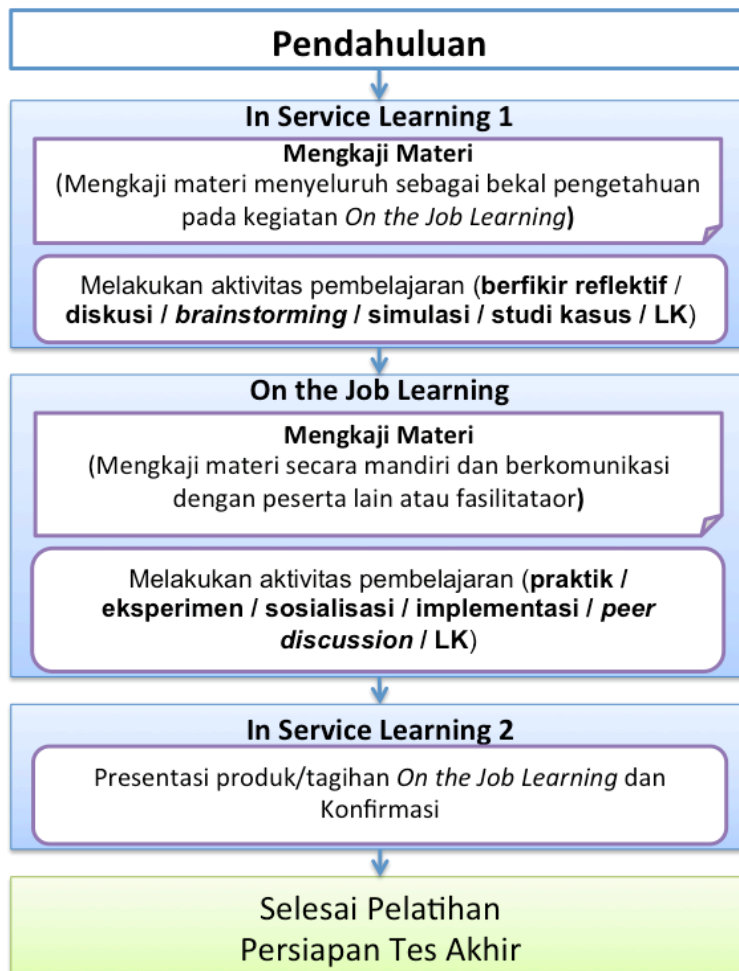 Pendahuluan
In Service Learning 1
Mengkaji Materi
(Mengkaji materi menyeluruh sebagai bekal pengetahuan
pada kegiatan On the Job Learning)
Melakukan aktivitas pembelajaran (berfikir reflektif /
diskusi / brainstorming / simulasi / studi kasus / LK)
On the Job Learning
Mengkaji Materi
(Mengkaji materi secara mandiri dan berkomunikasi
dengan peserta lain atau fasilitataor)
Melakukan aktivitas pembelajaran (praktik /
eksperimen / sosialisasi / implementasi / peer
discussion / LK)
In Service Learning 2
Presentasi produk/tagihan On the Job Learning dan
Konfirmasi
Selesai Pelatihan
Persiapan Tes Akhir